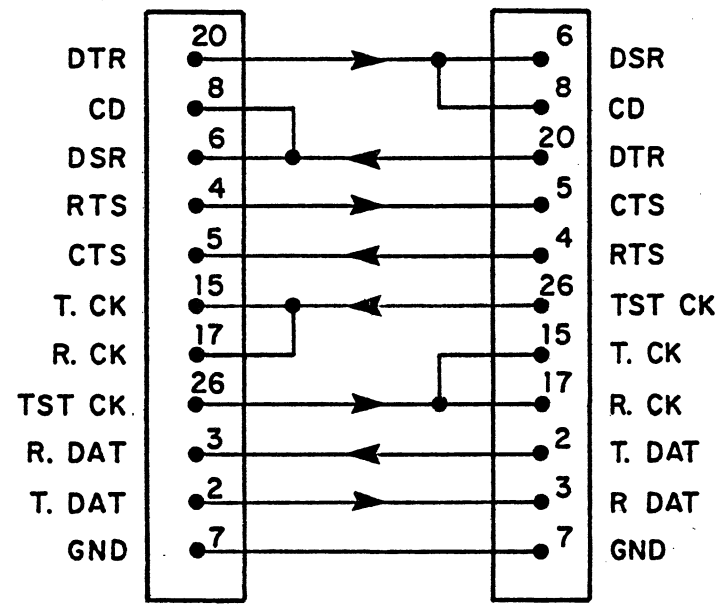 DTR 20 6 DSR
CD 8 8 CD
DSR 6 20 DTR
RTS 4 5 CTS
CTS 5 4 RTS
T. CK 15 26 TST CK
R. CK 17 15 T. CK
TST CK 26 17 R. CK
R. DAT 3 2 T. DAT
T. DAT 2 3 R DAT
GND 7 7 GND